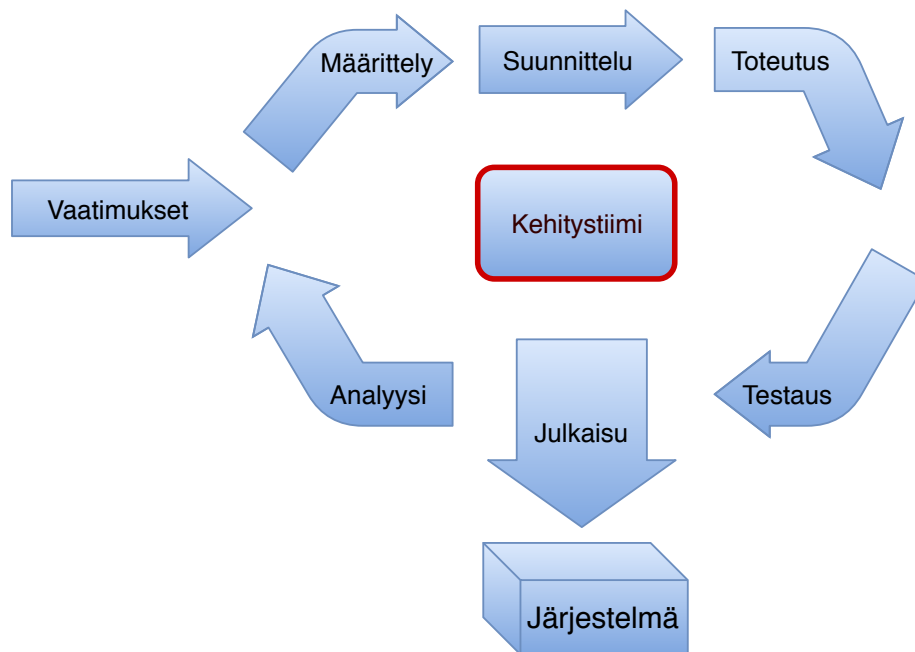 Määrittely
Suunnittelu
Toteutus
Vaatimukset
Kehitystiimi
Analyysi
Julkaisu
Testaus
Järjestelmä